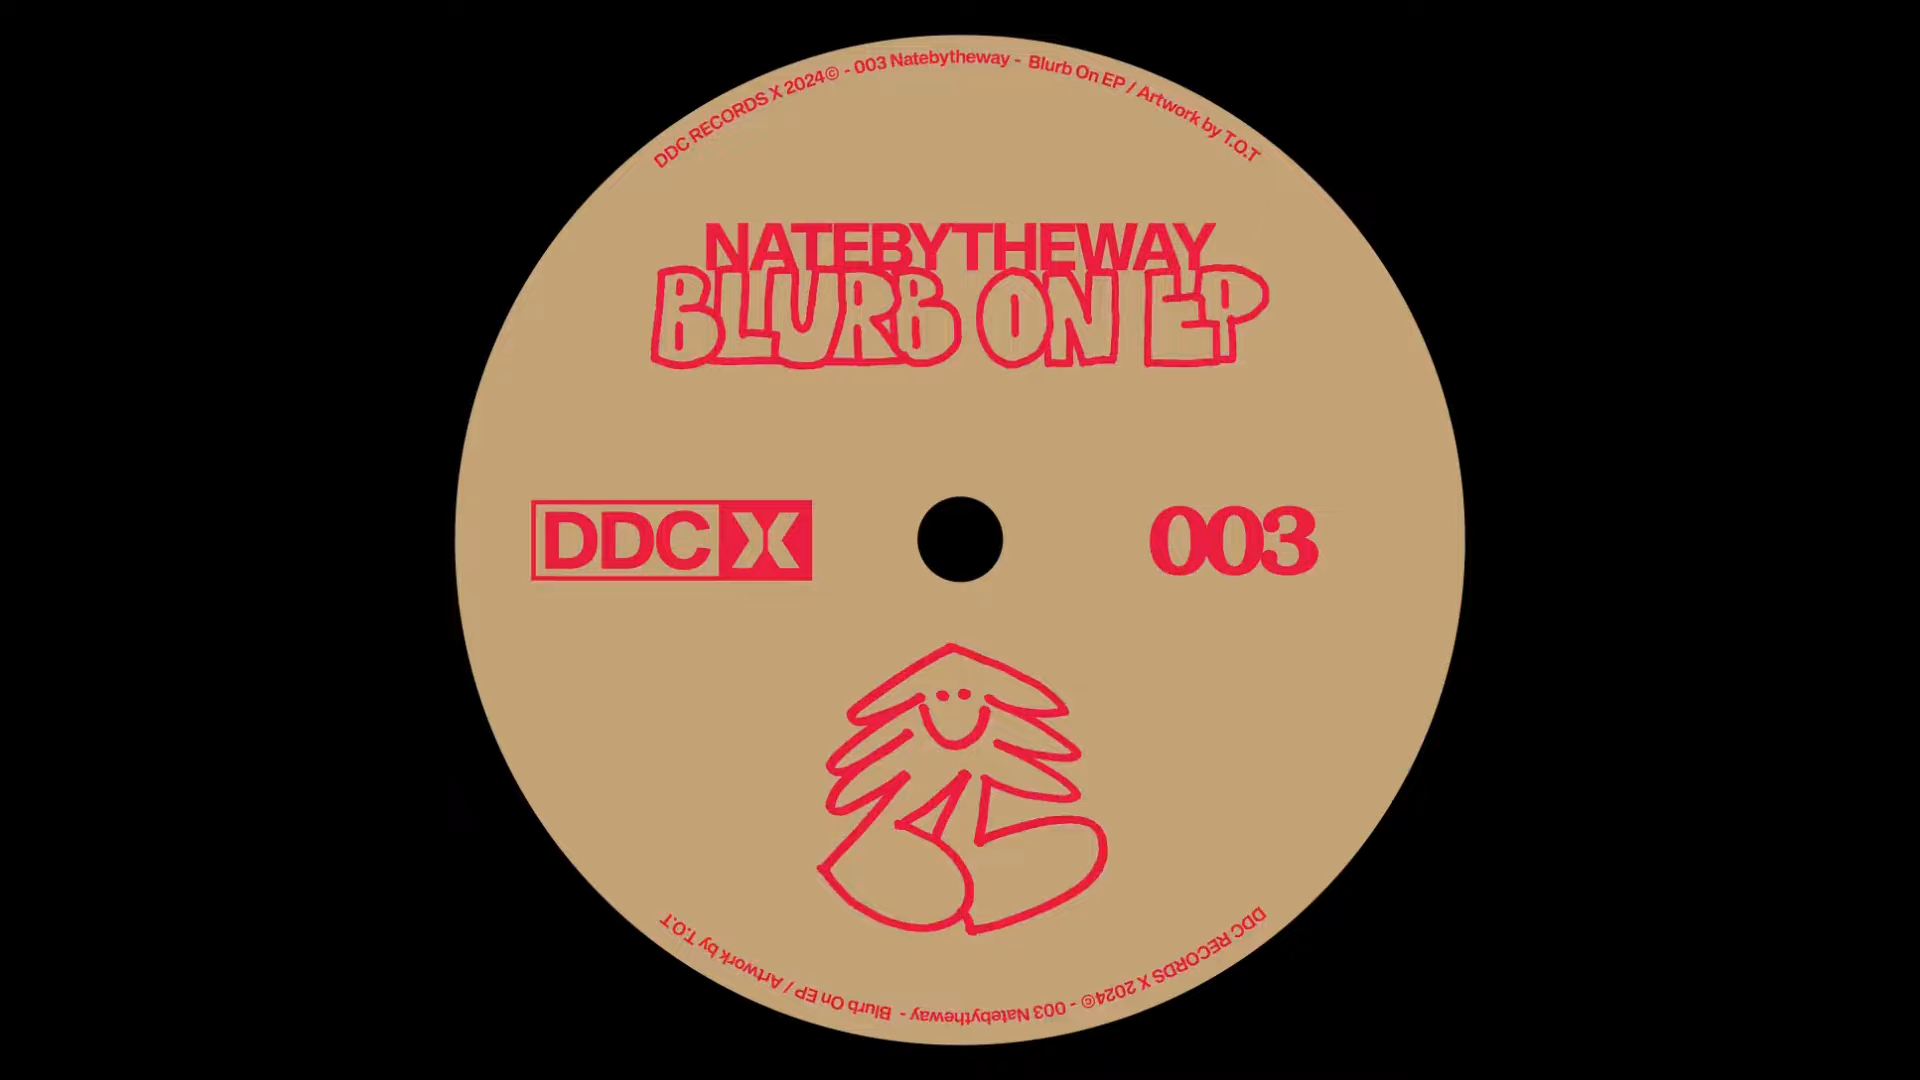 DDC RECORDS X 2024© - 003 Natebytheway - Blurb On EP / Artwork by T.O.T
NATEBYTHEWAY
BLURB ON EP
DDC X
003
DDC RECORDS X 2024© - 003 Natebytheway - Blurb On EP / Artwork by T.O.T